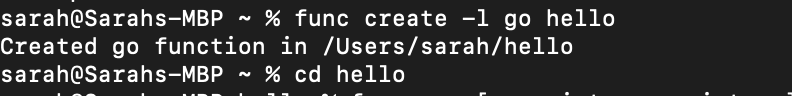 sarah@Sarahs-MBP ~ % func create -l go hello
Created go function in /Users/sarah/hello
sarah@Sarahs-MBP ~ % cd hello